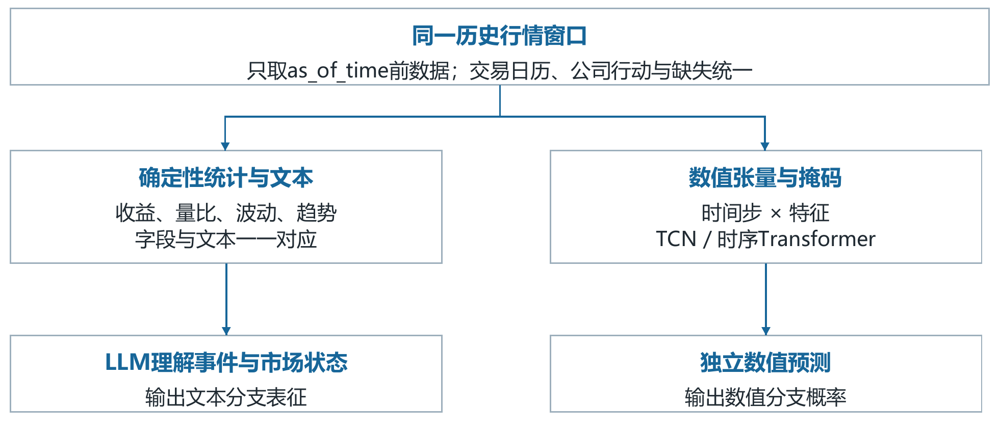 同一历史行情窗口
只取as_of_time前数据；交易日历、公司行动与缺失统一
确定性统计与文本
收益、量比、波动、趋势
字段与文本一一对应
数值张量与掩码
时间步 × 特征
TCN / 时序Transformer
LLM理解事件与市场状态
输出文本分支表征
独立数值预测
输出数值分支概率